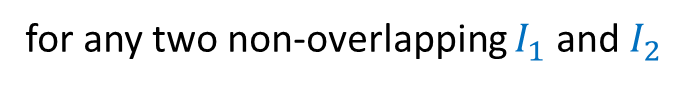 for any two non-overlapping I₁ and I₂